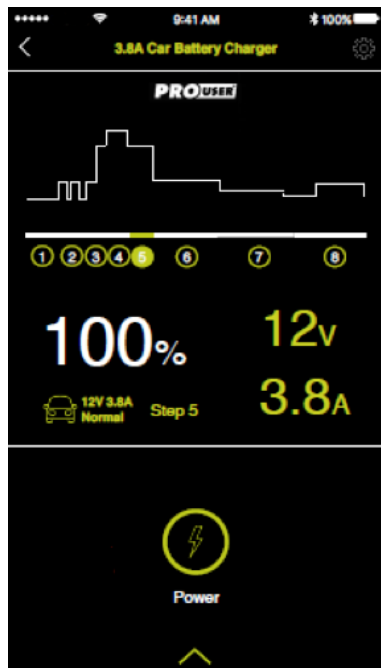 9:41 AM
100%
3.8A Car Battery Charger
PRO USER
1 2 3 4 5 6 7 8
100%
12v
12V 3.8A
Normal
Step 5
3.8A
Power